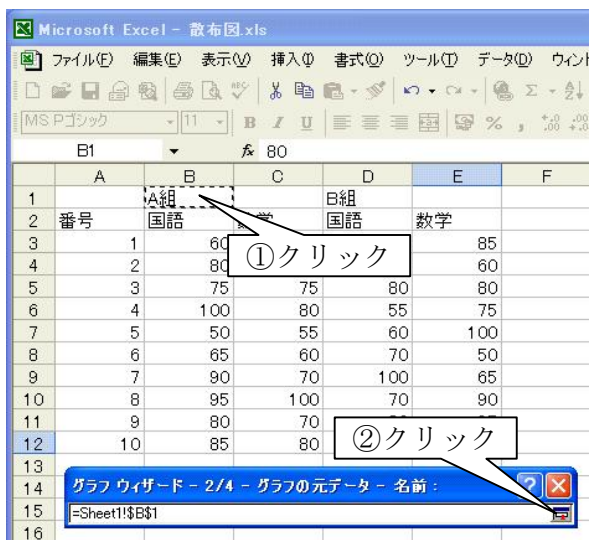 Microsoft Excel - 散布図.xls
ファイル(F) 編集(E) 表示(V) 挿入(I) 書式(O) ツール(T) データ(D) ウィント
MS Pゴシック 11 B I U % ,
B1 fx 80
A B C D E F
1 A組 B組
2 番号 国語 国語 数学
3 1 60 85
4 2 80 60
5 3 75 75 80 80
6 4 100 80 55 75
7 5 50 55 60 100
8 6 65 60 70 50
9 7 90 70 100 65
10 8 95 100 70 90
11 9 80 70
12 10 85 80
13
14
15
16
①クリック
②クリック
グラフ ウィザード - 2/4 - グラフの元データ - 名前 :
=Sheet1!$B$1